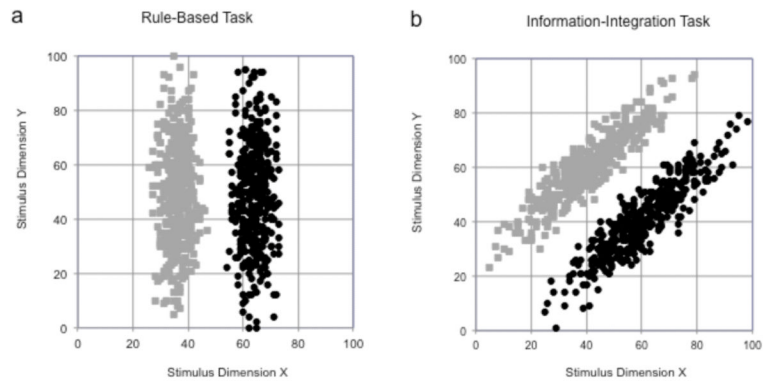 a
Rule-Based Task
100
80
60
40
20
0
Stimulus Dimension Y
0 20 40 60 80 100
Stimulus Dimension X
b
Information-Integration Task
100
80
60
40
20
0
Stimulus Dimension Y
0 20 40 60 80 100
Stimulus Dimension X